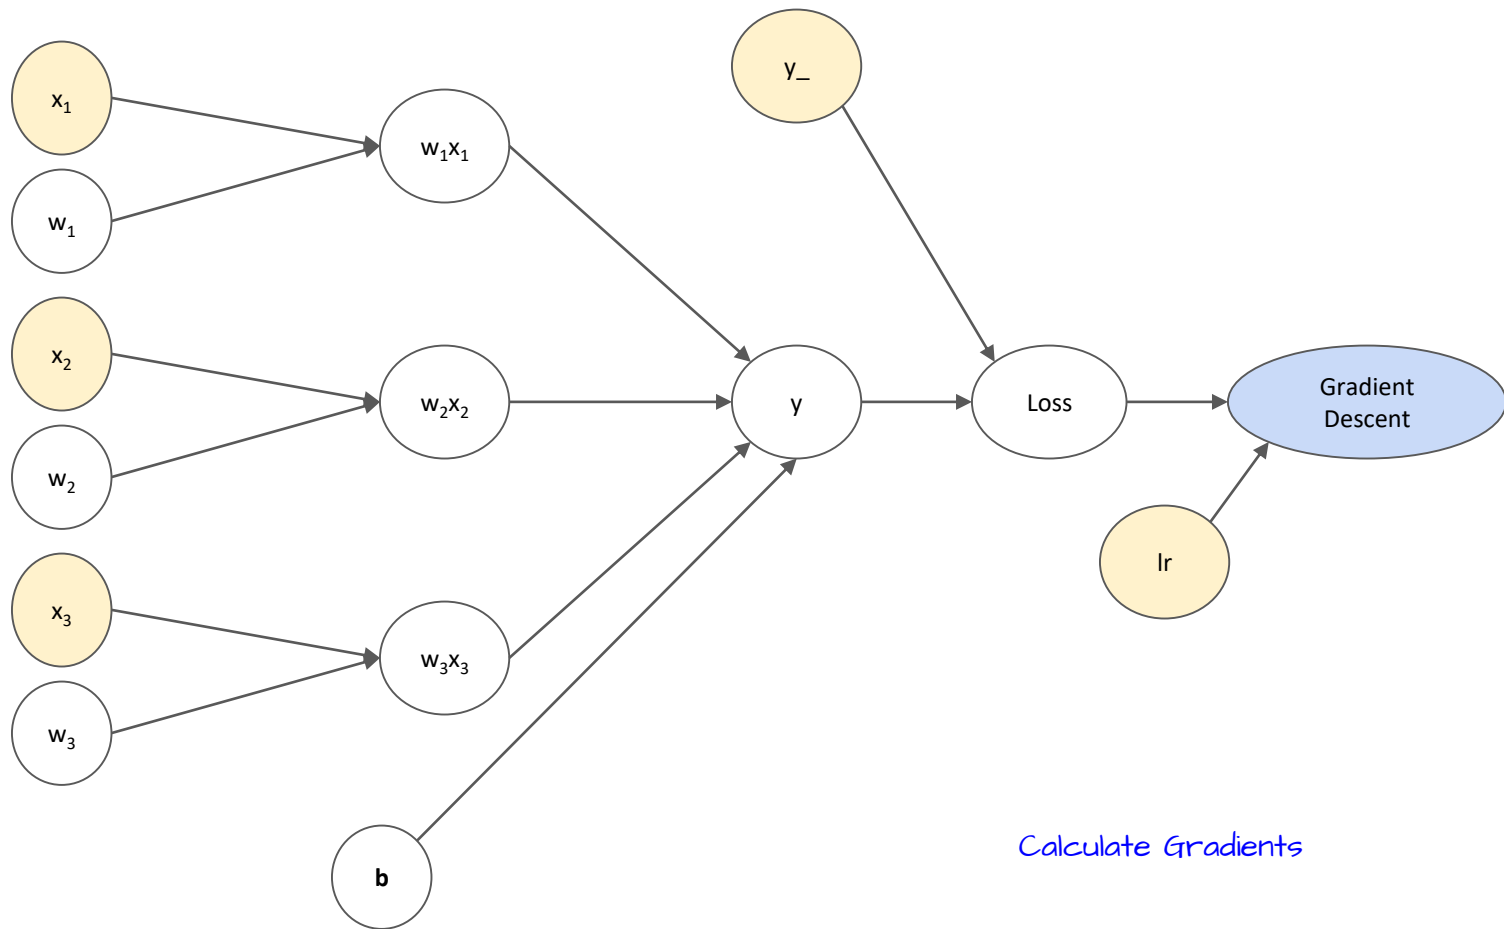 x₁
w₁
x₂
w₂
x₃
w₃
w₁x₁
w₂x₂
w₃x₃
b
y_
y
Loss
Gradient
Descent
lr
Calculate Gradients